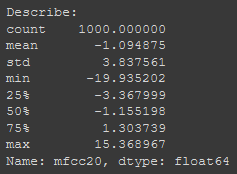 Describe:
count    1000.000000
mean       -1.094875
std         3.837561
min       -19.935202
25%        -3.367999
50%        -1.155198
75%         1.303739
max        15.368967
Name: mfcc20, dtype: float64